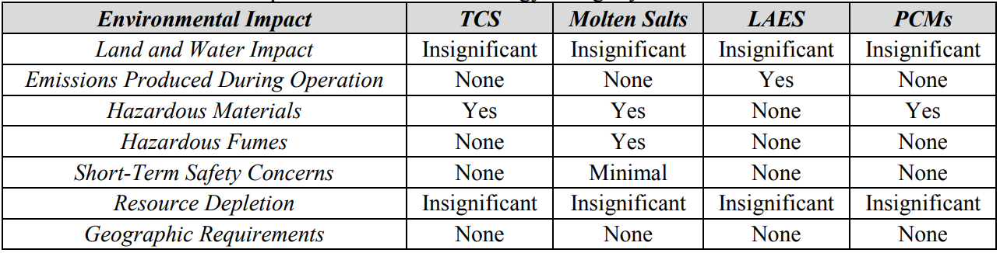 Environmental Impact TCS Molten Salts LAES PCMs
Land and Water Impact Insignificant Insignificant Insignificant Insignificant
Emissions Produced During Operation None None Yes None
Hazardous Materials Yes Yes None Yes
Hazardous Fumes None Yes None None
Short-Term Safety Concerns None Minimal None None
Resource Depletion Insignificant Insignificant Insignificant Insignificant
Geographic Requirements None None None None